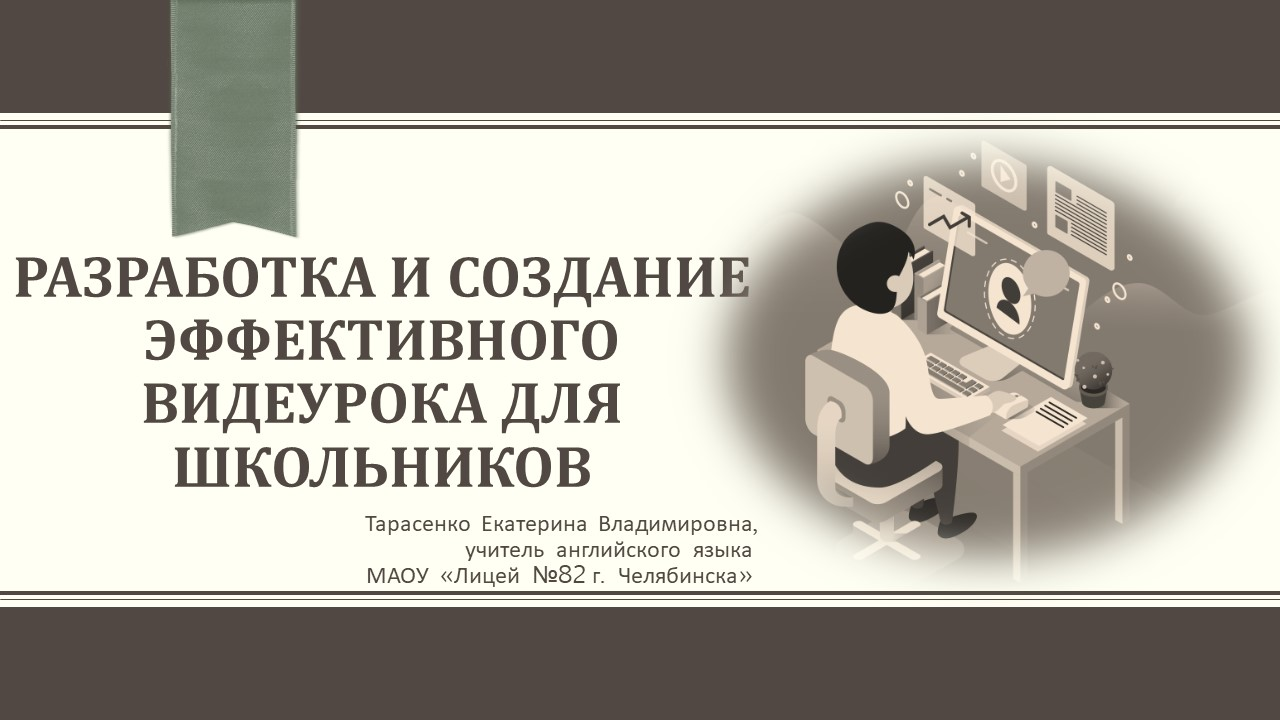 РАЗРАБОТКА И СОЗДАНИЕ
ЭФФЕКТИВНОГО
ВИДЕУРОКА ДЛЯ
ШКОЛЬНИКОВ
Тарасенко Екатерина Владимировна,
учитель английского языка
МАОУ «Лицей №82 г. Челябинска»